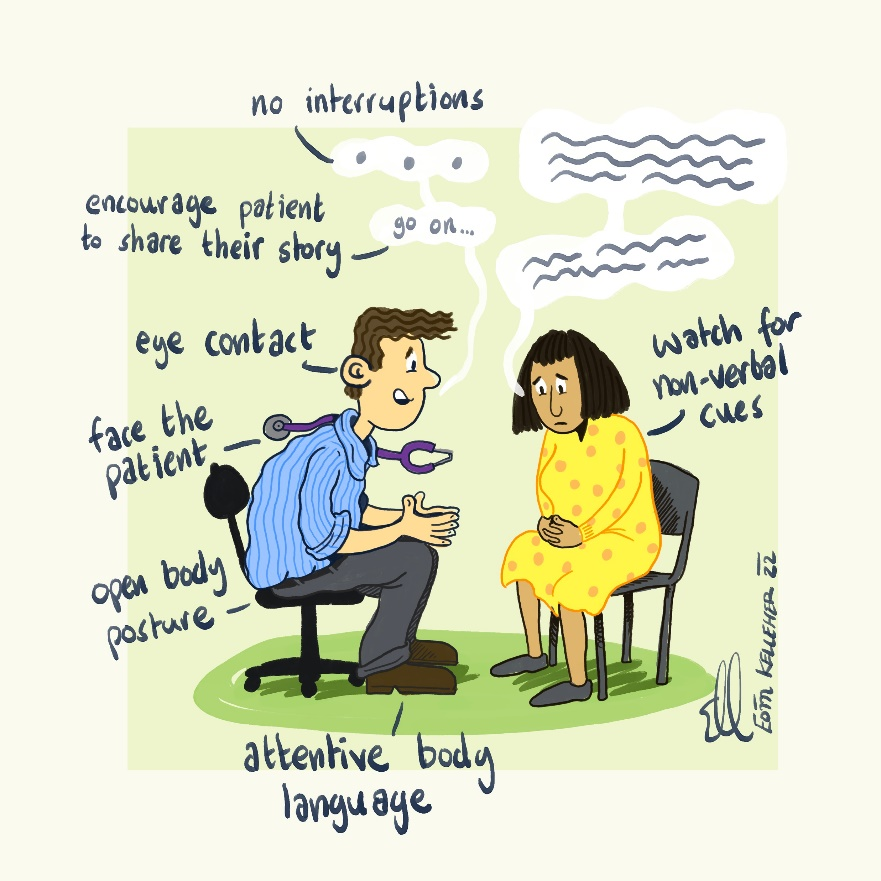 no interruptions
• • •
encourage patient
to share their story
go on...
eye contact
watch for
non-verbal
cues
face the
patient
open body
posture
attentive body
language
EOIN KELLEHER 22